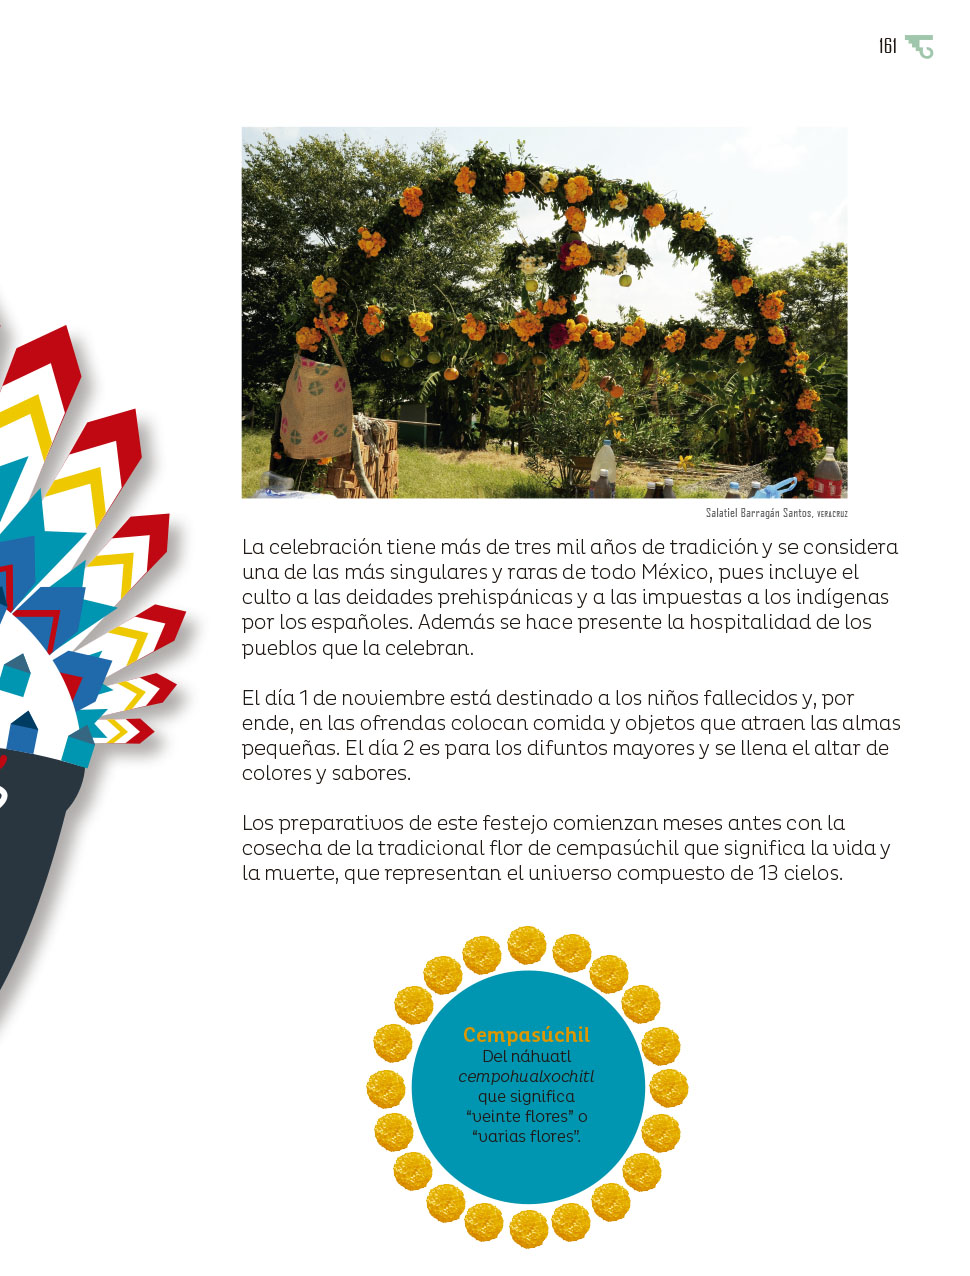 161
Salatiel Barragán Santos, VERACRUZ
La celebración tiene más de tres mil años de tradición y se considera
una de las más singulares y raras de todo México, pues incluye el
culto a las deidades prehispánicas y a las impuestas a los indígenas
por los españoles. Además se hace presente la hospitalidad de los
pueblos que la celebran.
El día 1 de noviembre está destinado a los niños fallecidos y, por
ende, en las ofrendas colocan comida y objetos que atraen las almas
pequeñas. El día 2 es para los difuntos mayores y se llena el altar de
colores y sabores.
Los preparativos de este festejo comienzan meses antes con la
cosecha de la tradicional flor de cempasúchil que significa la vida y
la muerte, que representan el universo compuesto de 13 cielos.
Cempasúchil
Del náhuatl
cempohualxochitl
que significa
“veinte flores” o
“varias flores”.